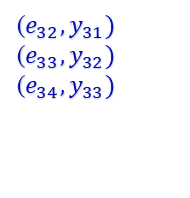 (e₃₂, y₃₁)
(e₃₃, y₃₂)
(e₃₄, y₃₃)